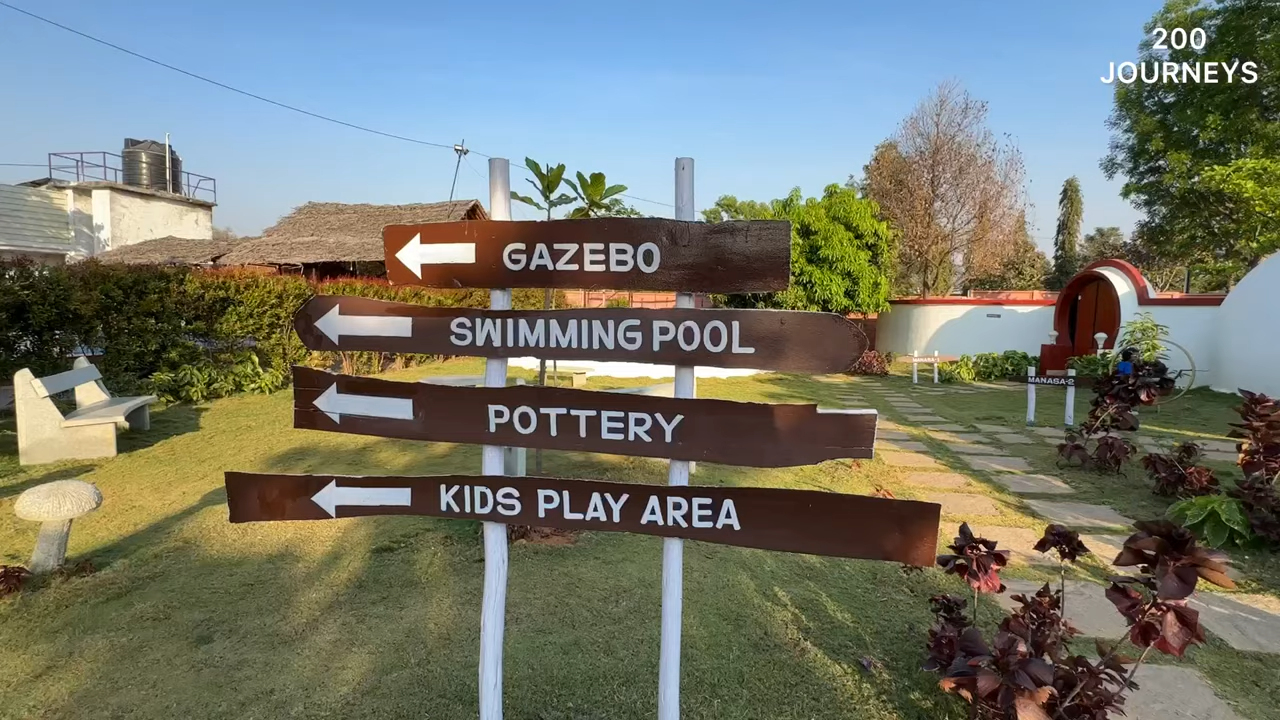 200
JOURNEYS
GAZEBO
SWIMMING POOL
POTTERY
KIDS PLAY AREA
MANASA-2